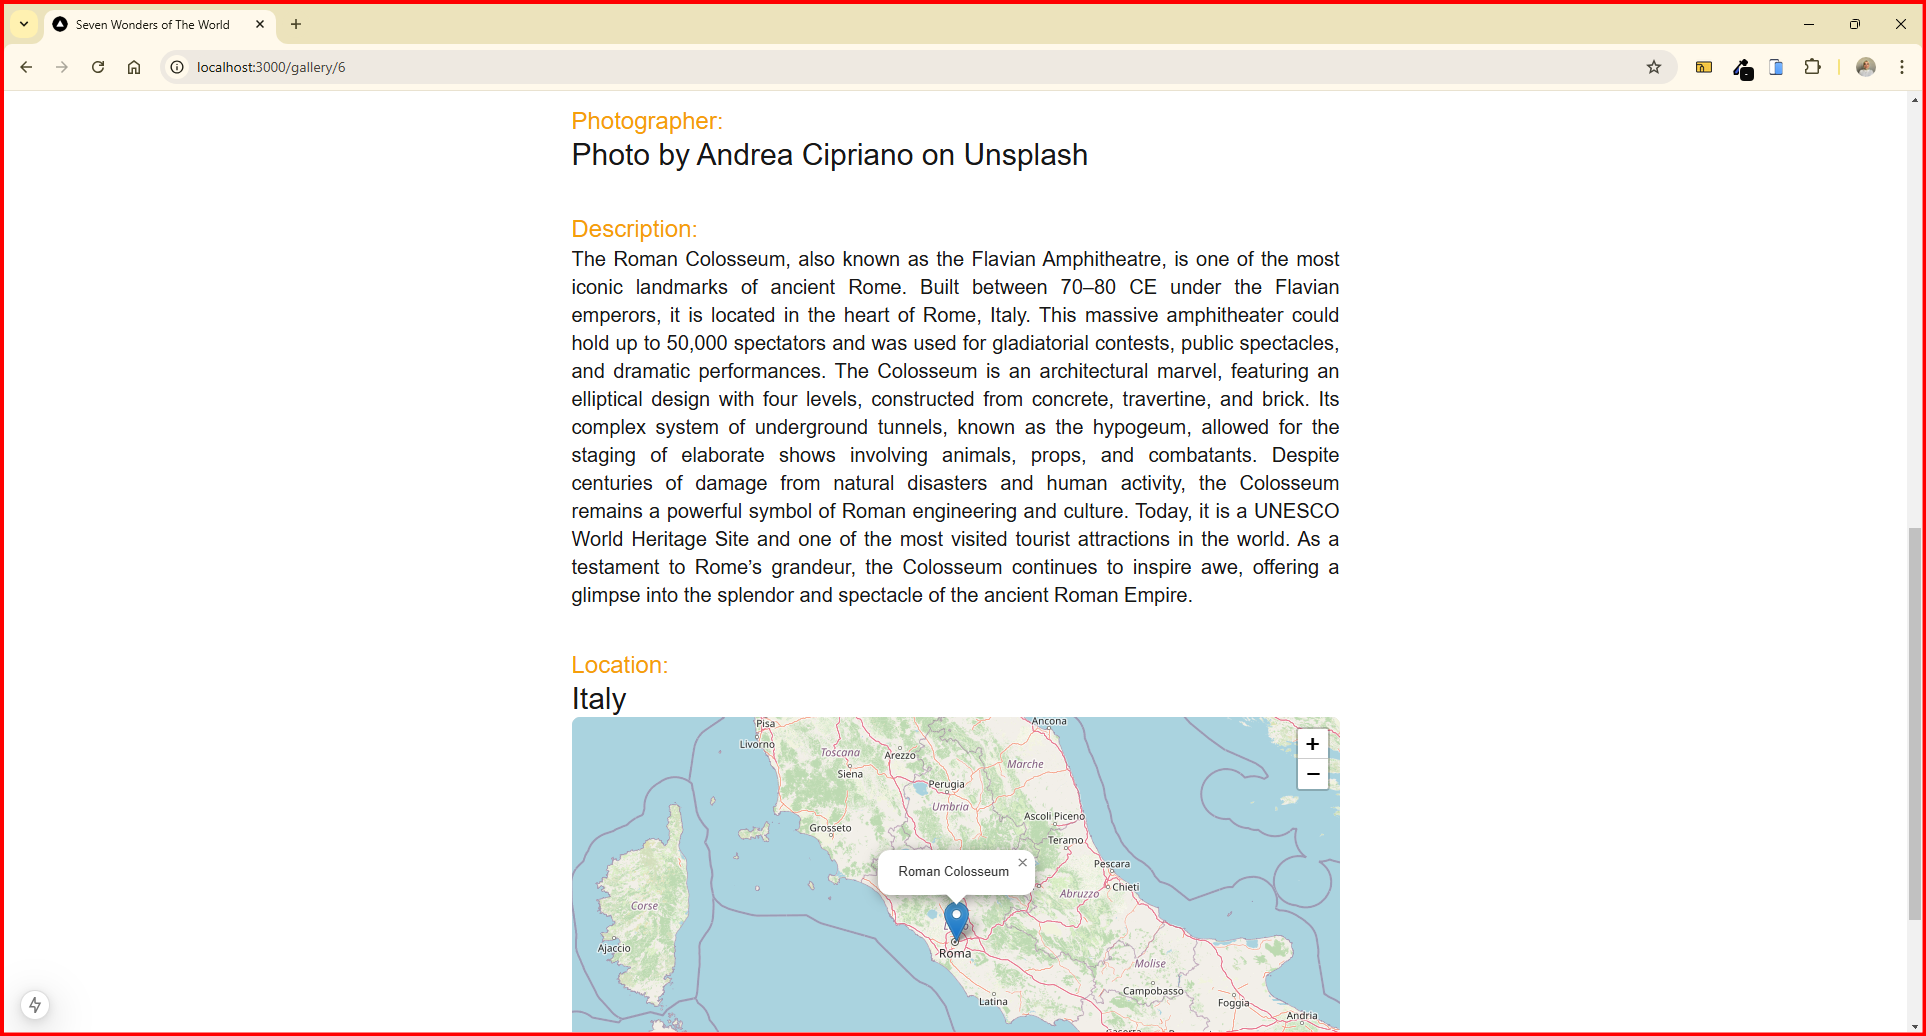 Seven Wonders of The World
localhost:3000/gallery/6
Photographer:
Photo by Andrea Cipriano on Unsplash
Description:
The Roman Colosseum, also known as the Flavian Amphitheatre, is one of the most
iconic landmarks of ancient Rome. Built between 70–80 CE under the Flavian
emperors, it is located in the heart of Rome, Italy. This massive amphitheater could
hold up to 50,000 spectators and was used for gladiatorial contests, public spectacles,
and dramatic performances. The Colosseum is an architectural marvel, featuring an
elliptical design with four levels, constructed from concrete, travertine, and brick. Its
complex system of underground tunnels, known as the hypogeum, allowed for the
staging of elaborate shows involving animals, props, and combatants. Despite
centuries of damage from natural disasters and human activity, the Colosseum
remains a powerful symbol of Roman engineering and culture. Today, it is a UNESCO
World Heritage Site and one of the most visited tourist attractions in the world. As a
testament to Rome’s grandeur, the Colosseum continues to inspire awe, offering a
glimpse into the splendor and spectacle of the ancient Roman Empire.
Location:
Italy
Pisa
Ancona
Livorno
Toscana
Arezzo
+
Marche
Siena
−
Perugia
Umbria
Ascoli Piceno
Grosseto
Teramo
Pescara
Roman Colosseum
×
Chieti
Abruzzo
Corse
Ajaccio
Roma
Molise
Campobasso
Latina
Foggia
Andria